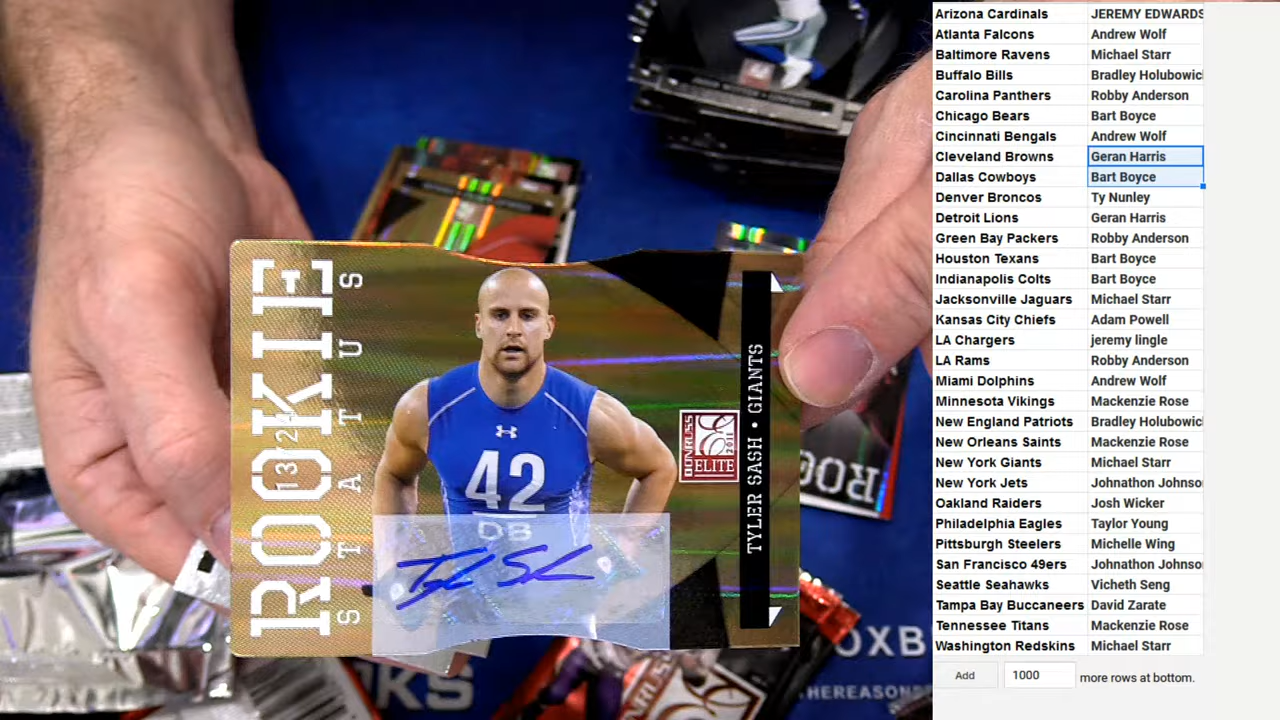 ROOKIE
STATUS
42
DB
DONRUSS
ELITE
2011
TYLER SASH • GIANTS
Tyler Sash
ROO
OXB
KS
THEREASONS
DONRUSS
Arizona Cardinals JEREMY EDWARDS
Atlanta Falcons Andrew Wolf
Baltimore Ravens Michael Starr
Buffalo Bills Bradley Holubowic
Carolina Panthers Robby Anderson
Chicago Bears Bart Boyce
Cincinnati Bengals Andrew Wolf
Cleveland Browns Geran Harris
Dallas Cowboys Bart Boyce
Denver Broncos Ty Nunley
Detroit Lions Geran Harris
Green Bay Packers Robby Anderson
Houston Texans Bart Boyce
Indianapolis Colts Bart Boyce
Jacksonville Jaguars Michael Starr
Kansas City Chiefs Adam Powell
LA Chargers jeremy lingle
LA Rams Robby Anderson
Miami Dolphins Andrew Wolf
Minnesota Vikings Mackenzie Rose
New England Patriots Bradley Holubowic
New Orleans Saints Mackenzie Rose
New York Giants Michael Starr
New York Jets Johnathon Johnso
Oakland Raiders Josh Wicker
Philadelphia Eagles Taylor Young
Pittsburgh Steelers Michelle Wing
San Francisco 49ers Johnathon Johnso
Seattle Seahawks Vicheth Seng
Tampa Bay Buccaneers David Zarate
Tennessee Titans Mackenzie Rose
Washington Redskins Michael Starr
Add 1000 more rows at bottom.